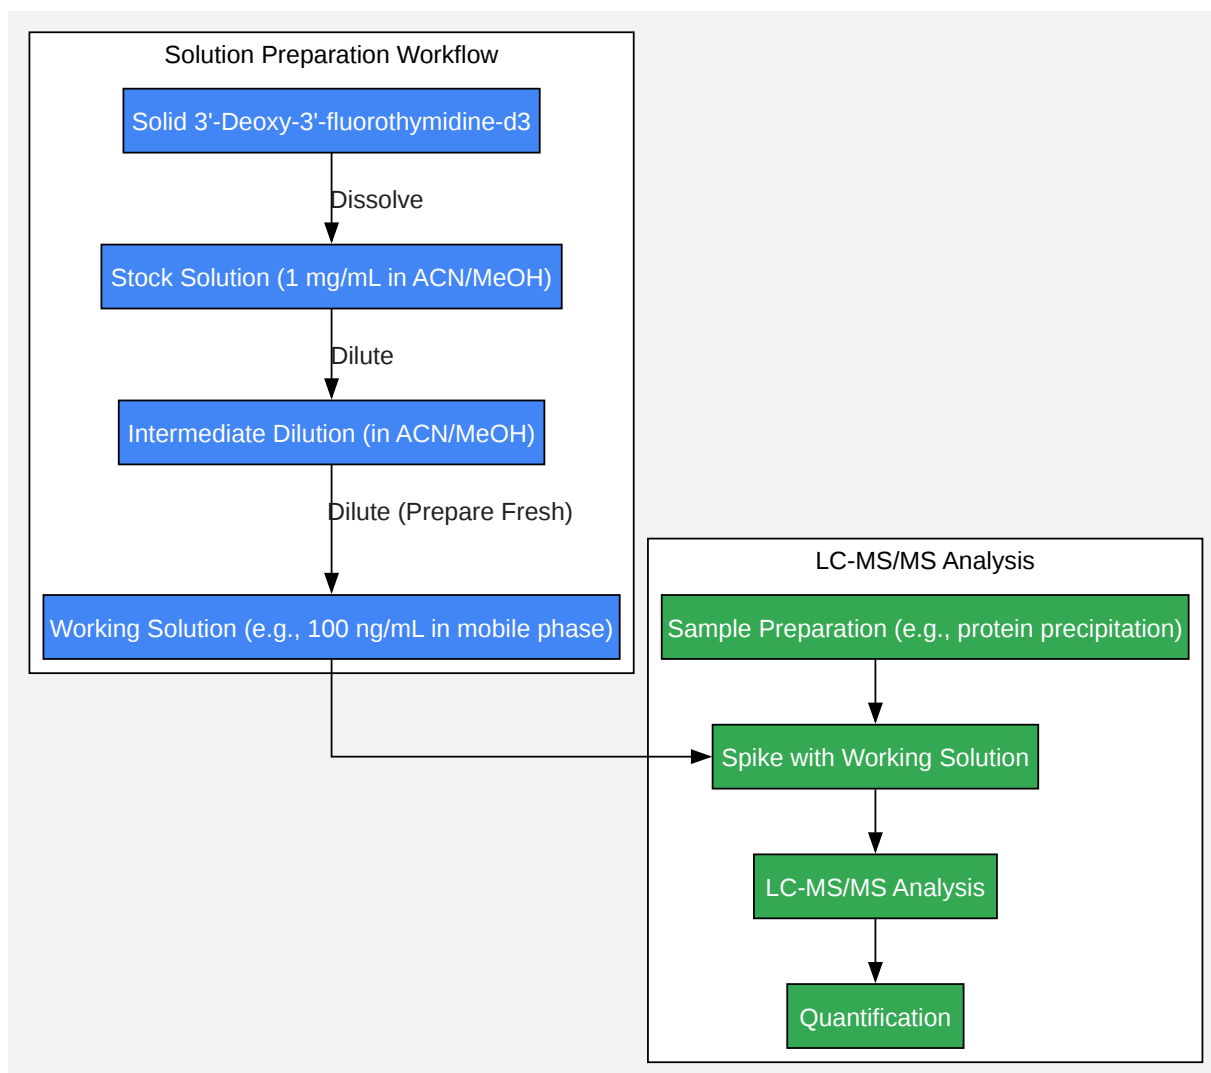 Solution Preparation Workflow
Solid 3'-Deoxy-3'-fluorothymidine-d3
Dissolve
Stock Solution (1 mg/mL in ACN/MeOH)
Dilute
Intermediate Dilution (in ACN/MeOH)
Dilute (Prepare Fresh)
Working Solution (e.g., 100 ng/mL in mobile phase)
LC-MS/MS Analysis
Sample Preparation (e.g., protein precipitation)
Spike with Working Solution
LC-MS/MS Analysis
Quantification